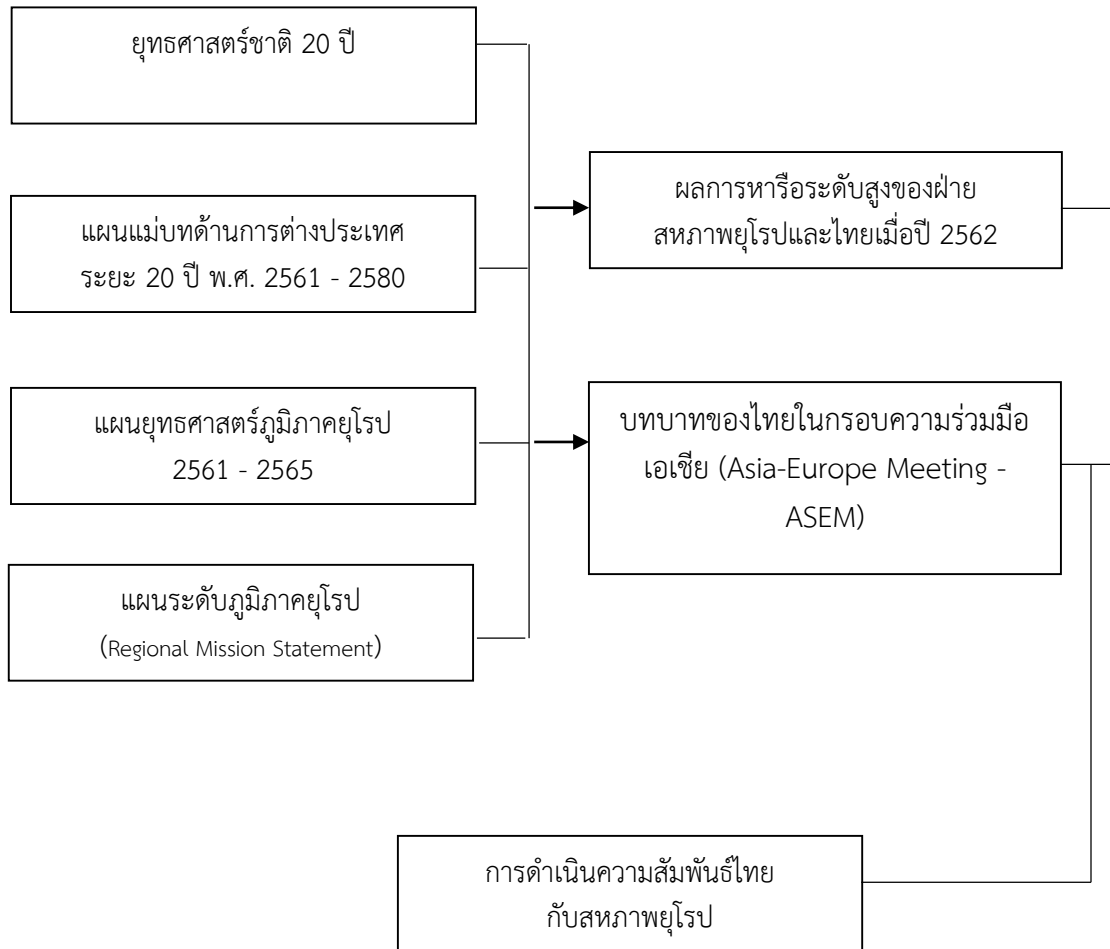 ยุทธศาสตร์ชาติ 20 ปี
แผนแม่บทด้านการต่างประเทศ
ระยะ 20 ปี พ.ศ. 2561 - 2580
แผนยุทธศาสตร์ภูมิภาคยุโรป
2561 - 2565
แผนระดับภูมิภาคยุโรป
(Regional Mission Statement)
ผลการหารือระดับสูงของฝ่าย
สหภาพยุโรปและไทยเมื่อปี 2562
บทบาทของไทยในกรอบความร่วมมือ
เอเชีย (Asia-Europe Meeting -
ASEM)
การดำเนินความสัมพันธ์ไทย
กับสหภาพยุโรป